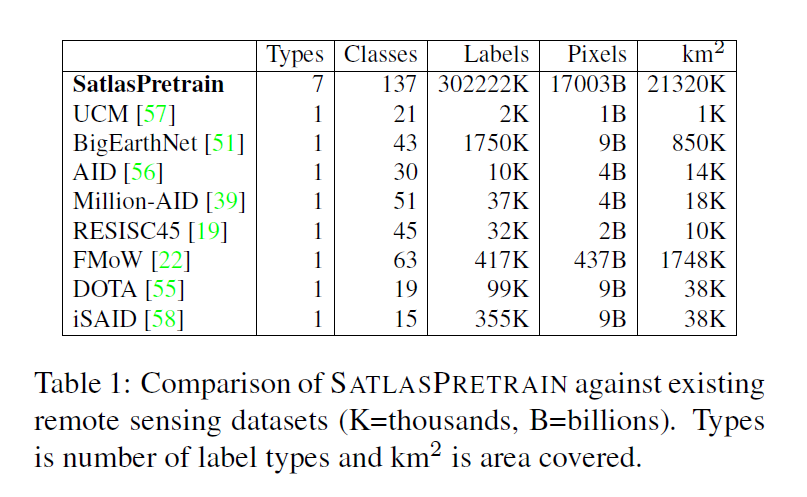 Types Classes Labels Pixels km²
SatlasPretrain 7 137 302222K 17003B 21320K
UCM [57] 1 21 2K 1B 1K
BigEarthNet [51] 1 43 1750K 9B 850K
AID [56] 1 30 10K 4B 14K
Million-AID [39] 1 51 37K 4B 18K
RESISC45 [19] 1 45 32K 2B 10K
FMoW [22] 1 63 417K 437B 1748K
DOTA [55] 1 19 99K 9B 38K
iSAID [58] 1 15 355K 9B 38K
Table 1: Comparison of SATLASPRETRAIN against existing
remote sensing datasets (K=thousands, B=billions). Types
is number of label types and km² is area covered.